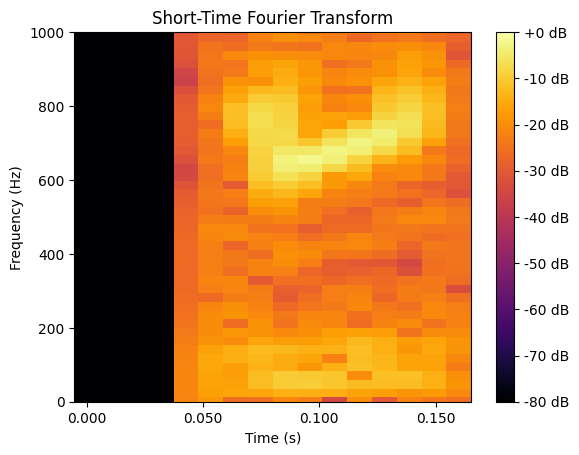 Short-Time Fourier Transform
1000
800
600
400
200
0
Frequency (Hz)
0.000
0.050
0.100
0.150
Time (s)
+0 dB
-10 dB
-20 dB
-30 dB
-40 dB
-50 dB
-60 dB
-70 dB
-80 dB